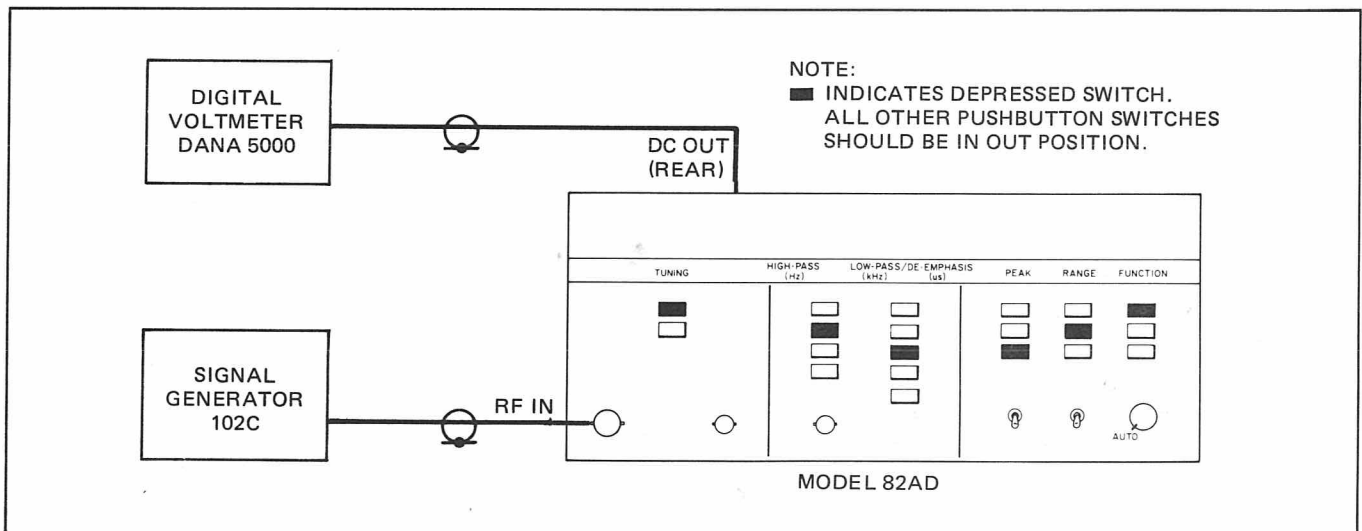 DIGITAL
VOLTMETER
DANA 5000
NOTE:
INDICATES DEPRESSED SWITCH.
ALL OTHER PUSHBUTTON SWITCHES
SHOULD BE IN OUT POSITION.
DC OUT
(REAR)
TUNING
HIGH-PASS
(Hz)
LOW-PASS/DE-EMPHASIS
(kHz) (us)
PEAK
RANGE
FUNCTION
SIGNAL
GENERATOR
102C
RF IN
AUTO
MODEL 82AD